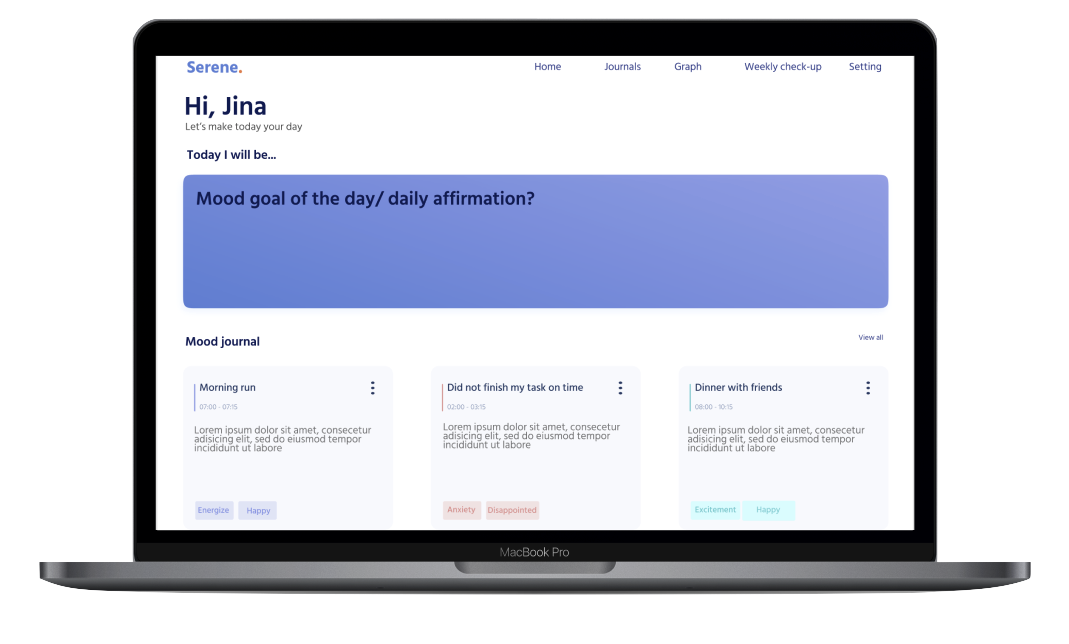 Serene.
Home Journals Graph Weekly check-up Setting
Hi, Jina
Let's make today your day
Today I will be...
Mood goal of the day/ daily affirmation?
Mood journal
View all
Morning run
07:00 - 07:15
Lorem ipsum dolor sit amet, consecetur
adisicing elit, sed do eiusmod tempor
incididunt ut labore
Energize Happy
Did not finish my task on time
02:00 - 03:15
Lorem ipsum dolor sit amet, consecetur
adisicing elit, sed do eiusmod tempor
incididunt ut labore
Anxiety Disappointed
Dinner with friends
08:00 - 10:15
Lorem ipsum dolor sit amet, consecetur
adisicing elit, sed do eiusmod tempor
incididunt ut labore
Excitement Happy
MacBook Pro